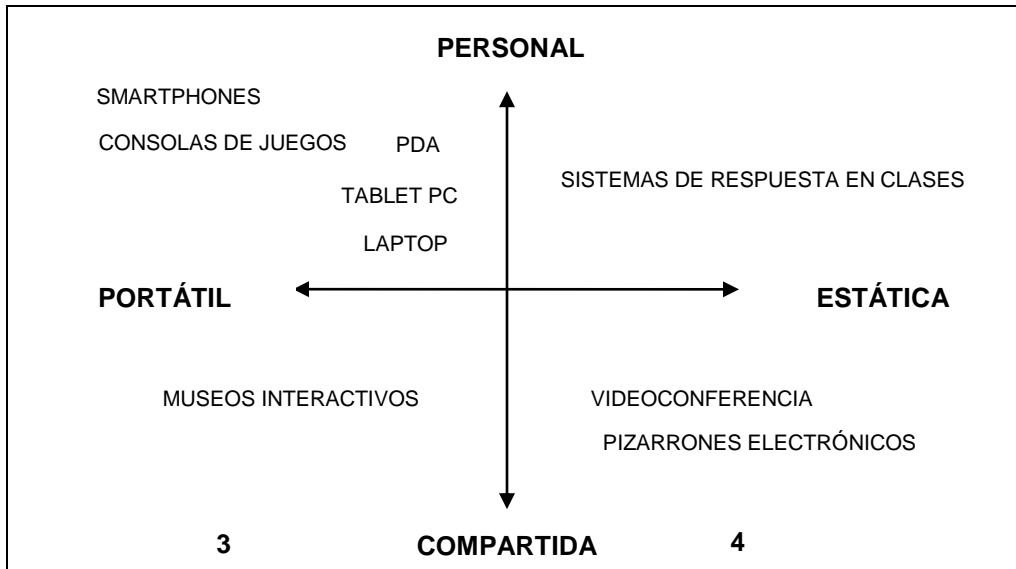 PERSONAL
SMARTPHONES
CONSOLAS DE JUEGOS PDA
SISTEMAS DE RESPUESTA EN CLASES
TABLET PC
LAPTOP
PORTÁTIL ESTÁTICA
MUSEOS INTERACTIVOS VIDEOCONFERENCIA
PIZARRONES ELECTRÓNICOS
3 COMPARTIDA 4